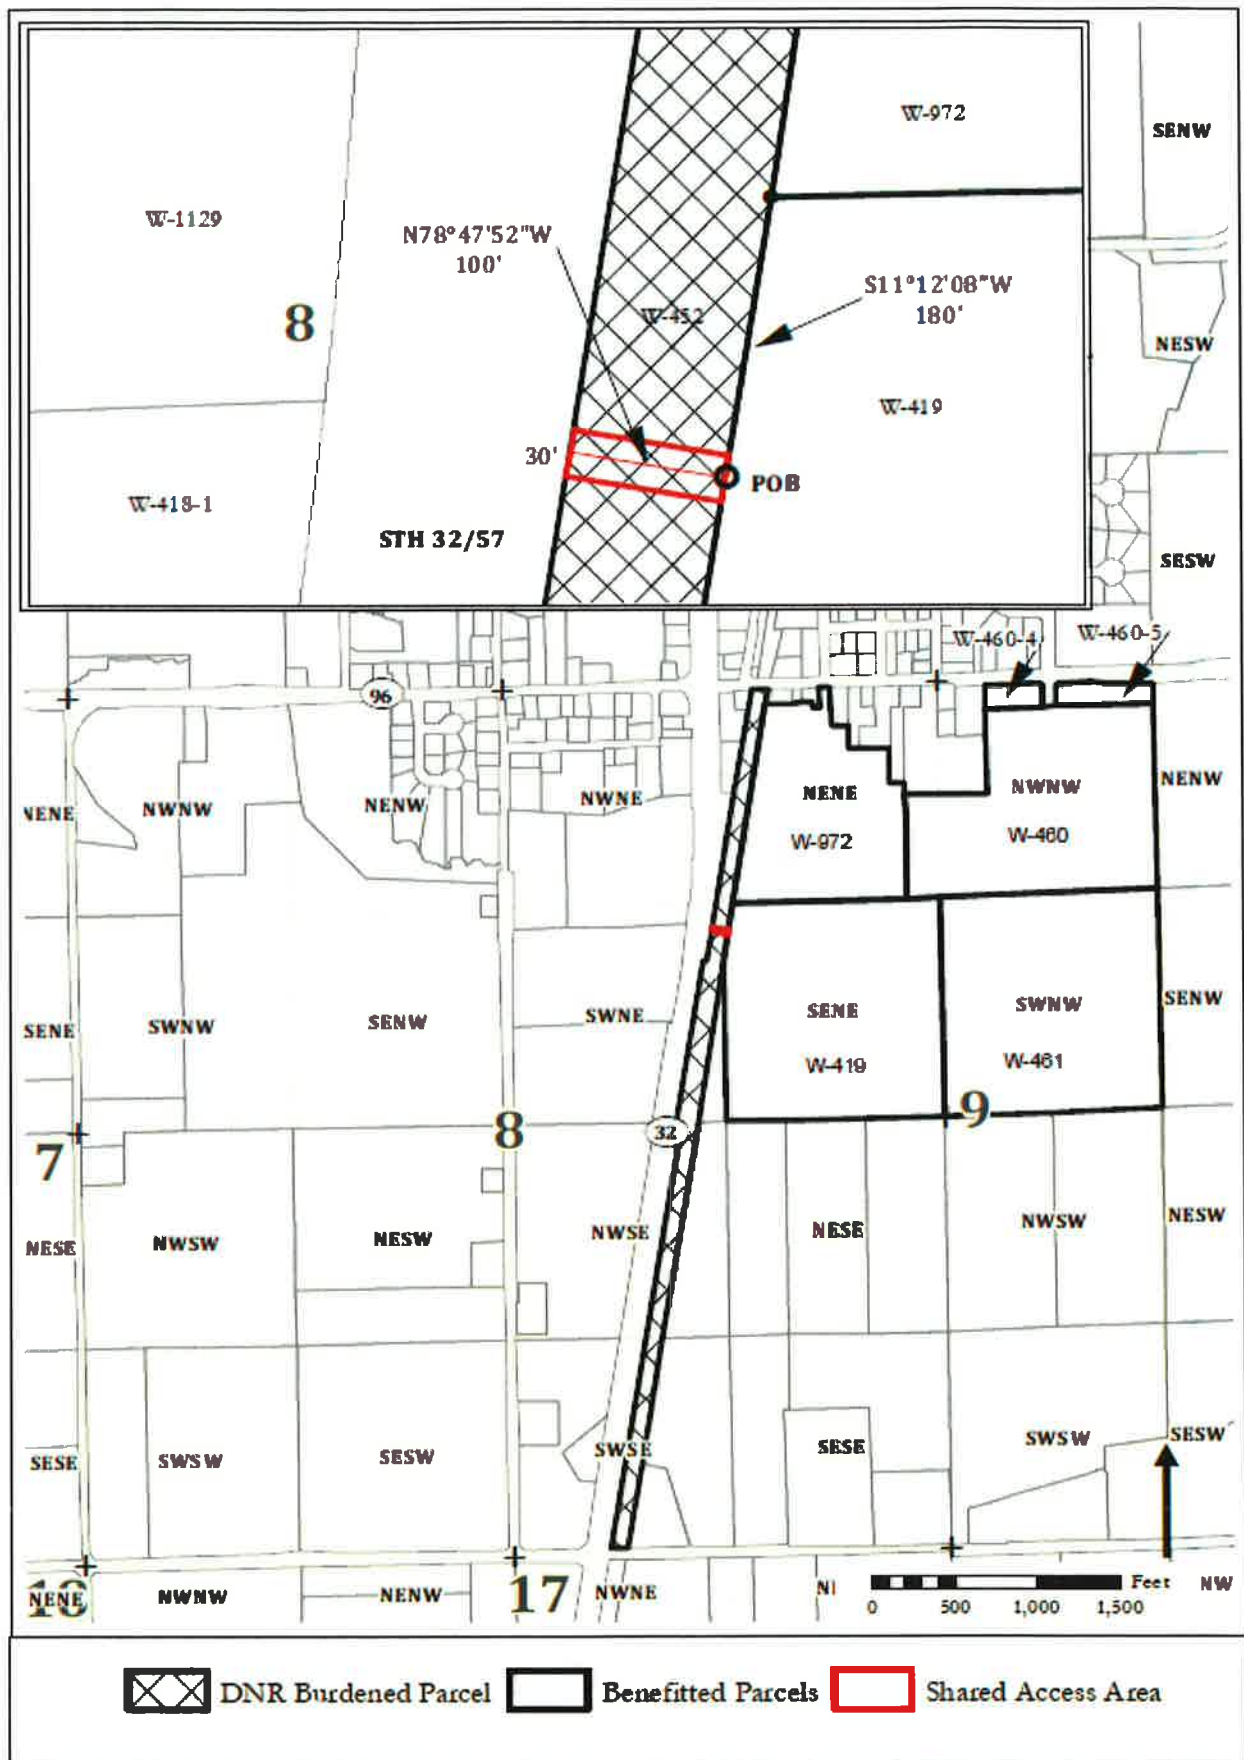 W-972
SENW
W-1129
N78°47'52"W
100'
S11°12'08"W
180'
8
W-452
NESW
W-419
30'
POB
W-418-1
STH 32/57
SESW
W-460-4
W-460-5
96
NENE
NWNW
NENW
NWNE
NENE
NWNW
NENW
W-972
W-460
SENE
SWNW
SENW
SWNE
SENE
SWNW
SENW
W-419
W-461
7
8
32
9
NESE
NWSW
NESW
NWSE
NESE
NWSW
NESW
SESE
SWSW
SESW
SWSE
SESE
SWSW
SESW
18
NENE
NWNW
NENW
17
NWNE
NI
Feet
NW
0 500 1,000 1,500
DNR Burdened Parcel
Benefitted Parcels
Shared Access Area